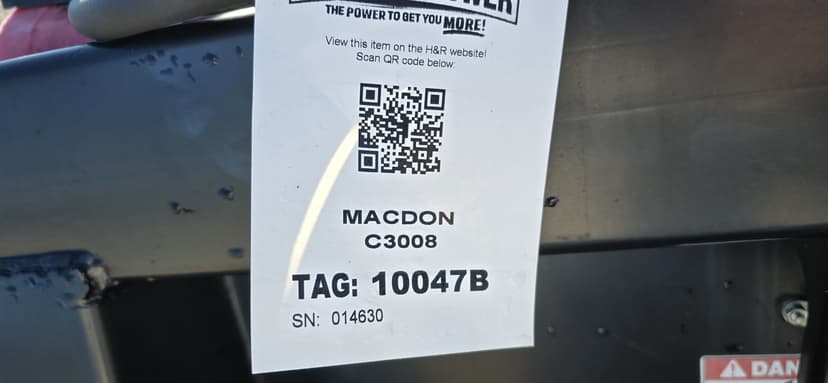 THE POWER TO GET YOU MORE!
View this item on the H&R website!
Scan QR code below:
MACDON
C3008
TAG: 10047B
SN: 014630